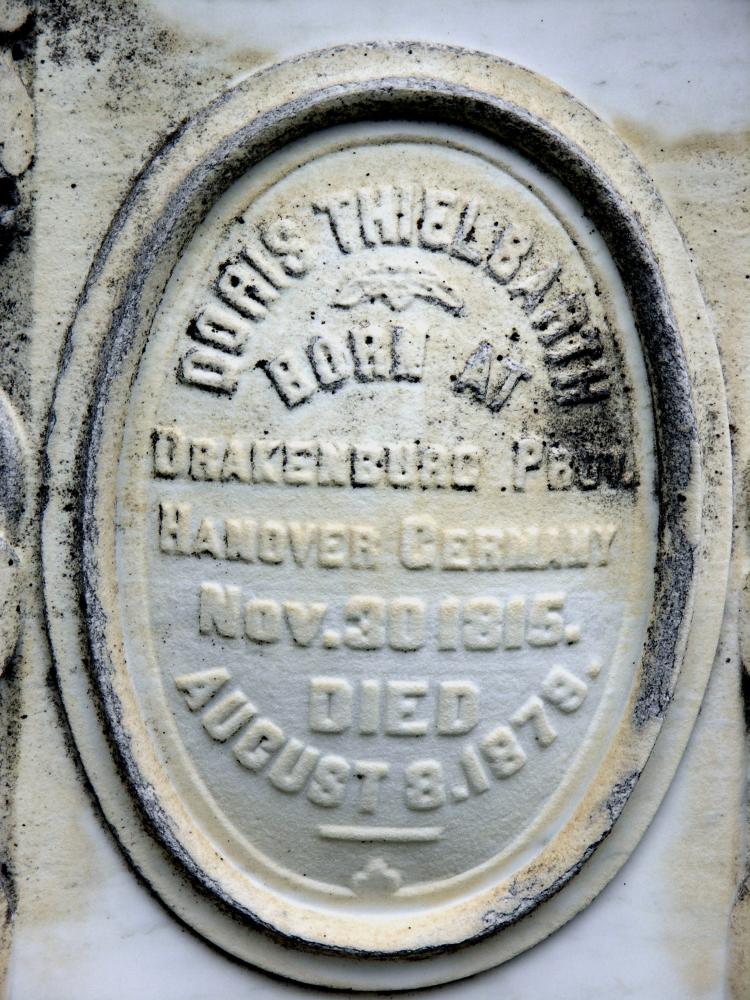 DORIS THIELBARTH
BORN AT
DRAKENBURG PROV.
HANOVER GERMANY
NOV. 30 1815.
DIED
AUGUST 8. 1879.